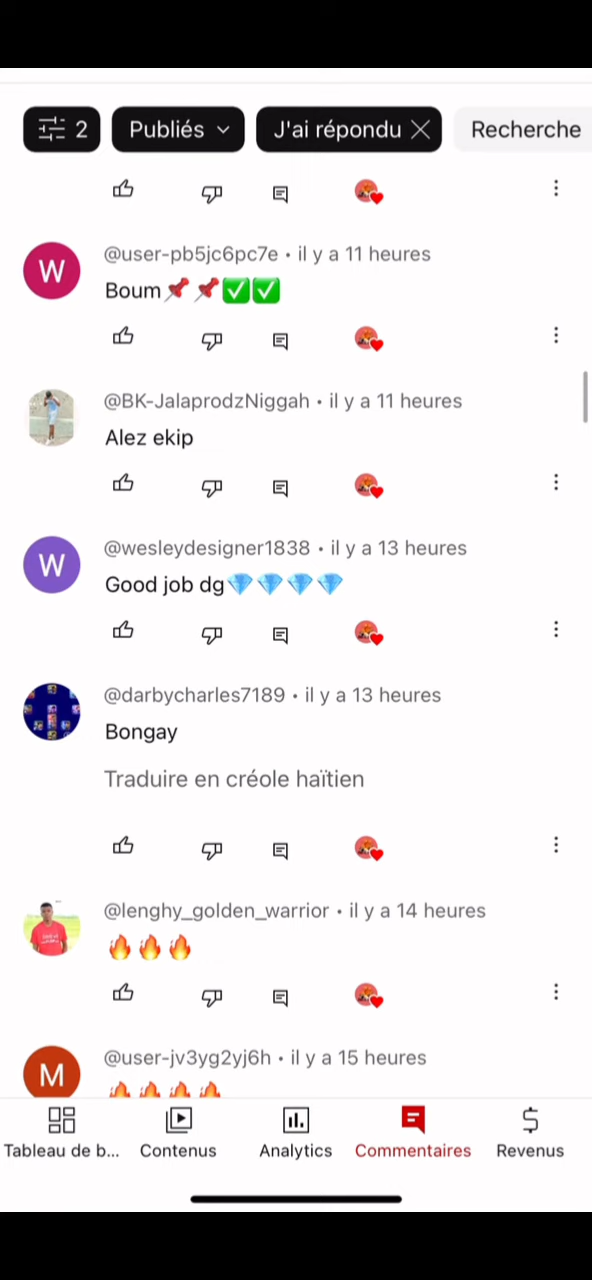 2
Publiés
J'ai répondu
Recherche
@user-pb5jc6pc7e • il y a 11 heures
W
Boum📌📌✅✅
@BK-JalaprodzNiggah • il y a 11 heures
Alez ekip
@wesleydesigner1838 • il y a 13 heures
W
Good job dg💎💎💎💎
@darbycharles7189 • il y a 13 heures
Bongay
Traduire en créole haïtien
@lenghy_golden_warrior • il y a 14 heures
🔥🔥🔥
@user-jv3yg2yj6h • il y a 15 heures
M
🔥🔥🔥🔥
Tableau de b...
Contenus
Analytics
Commentaires
Revenus